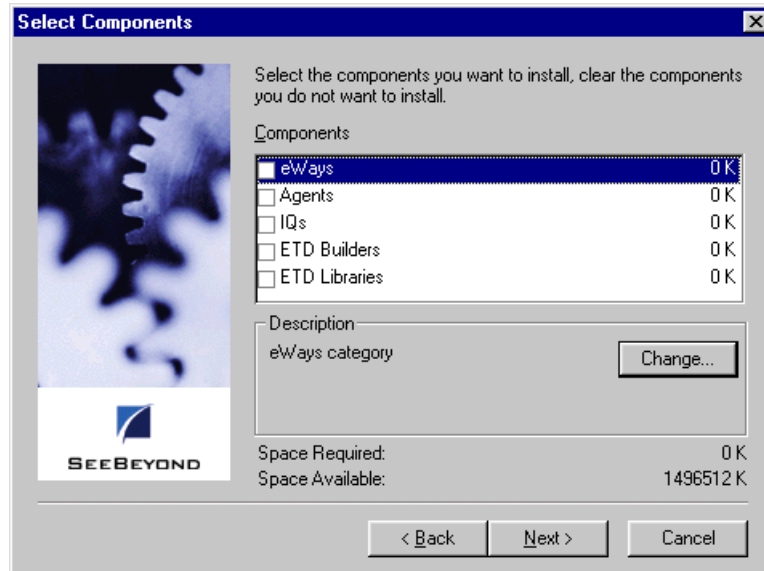 Select Components
Select the components you want to install, clear the components
you do not want to install.
Components
eWays 0 K
Agents 0 K
IQs 0 K
ETD Builders 0 K
ETD Libraries 0 K
Description
eWays category
Change...
SEEBEYOND
Space Required: 0 K
Space Available: 1496512 K
< Back Next > Cancel